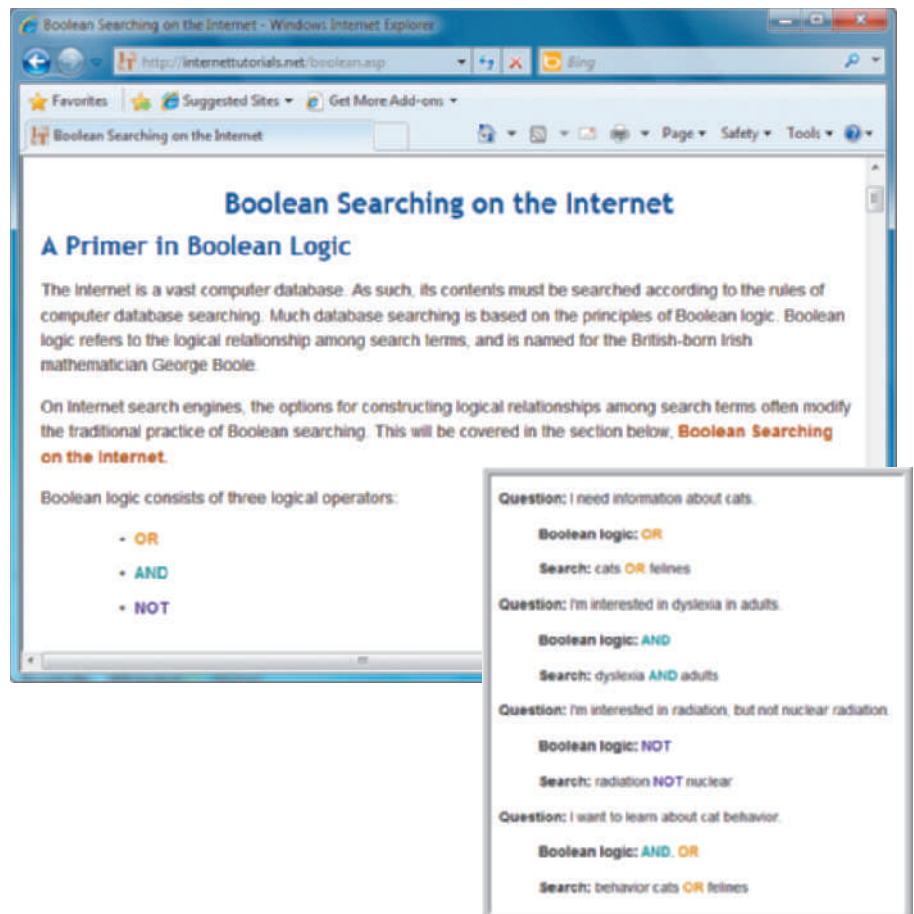 Boolean Searching on the Internet - Windows Internet Explorer
http://internettutorials.net/boolean.asp
Bing
Favorites Suggested Sites Get More Add-ons
Boolean Searching on the Internet
Page Safety Tools
Boolean Searching on the Internet
A Primer in Boolean Logic
The Internet is a vast computer database. As such, its contents must be searched according to the rules of
computer database searching. Much database searching is based on the principles of Boolean logic. Boolean
logic refers to the logical relationship among search terms, and is named for the British-born Irish
mathematician George Boole.
On Internet search engines, the options for constructing logical relationships among search terms often modify
the traditional practice of Boolean searching. This will be covered in the section below, Boolean Searching
on the Internet.
Boolean logic consists of three logical operators:
• OR
• AND
• NOT
Question: I need information about cats.
Boolean logic: OR
Search: cats OR felines
Question: I'm interested in dyslexia in adults.
Boolean logic: AND
Search: dyslexia AND adults
Question: I'm interested in radiation, but not nuclear radiation.
Boolean logic: NOT
Search: radiation NOT nuclear
Question: I want to learn about cat behavior.
Boolean logic: AND, OR
Search: behavior cats OR felines